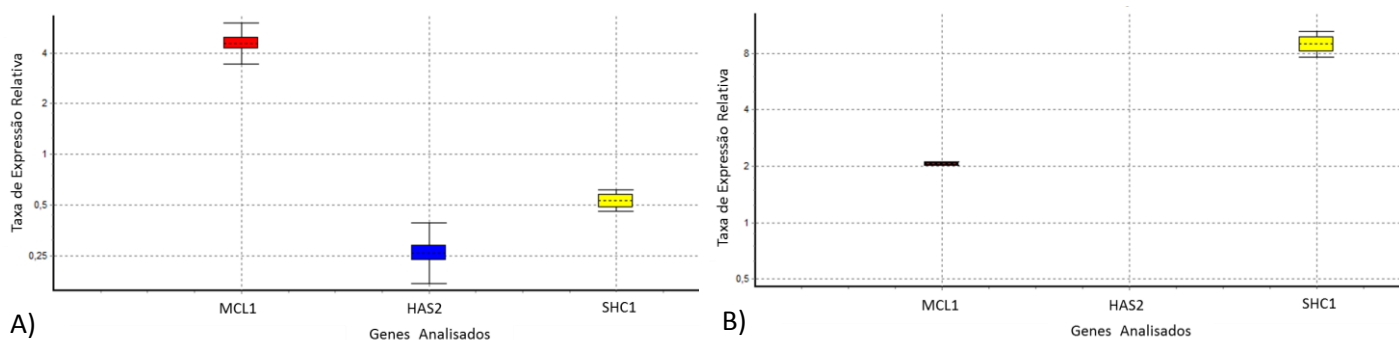 Taxa de Expressão Relativa
4
2
1
0,5
0,25
MCL1
HAS2
SHC1
Genes Analisados
A)
Taxa de Expressão Relativa
8
4
2
1
0,5
MCL1
HAS2
SHC1
Genes Analisados
B)